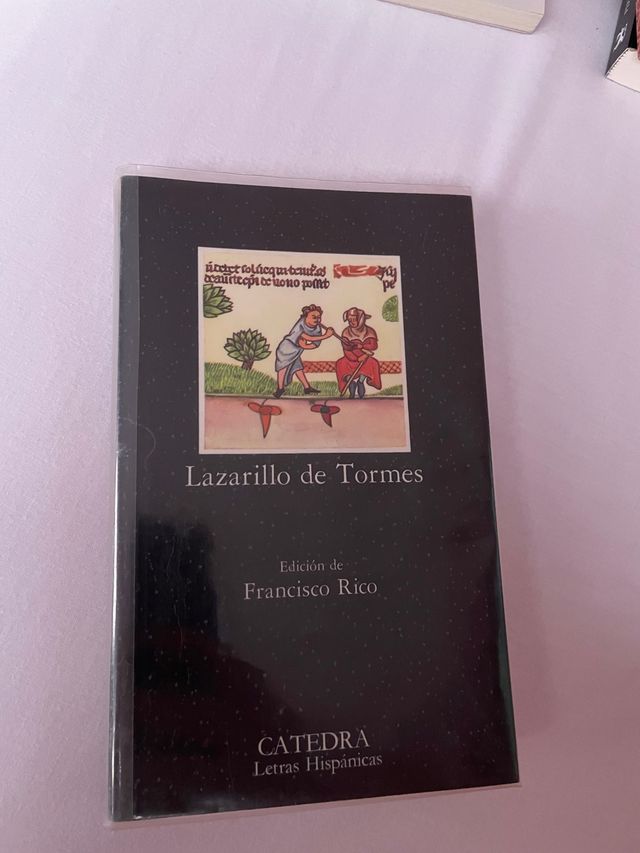 Lazarillo de Tormes
Edición de
Francisco Rico
CATEDRA
Letras Hispánicas